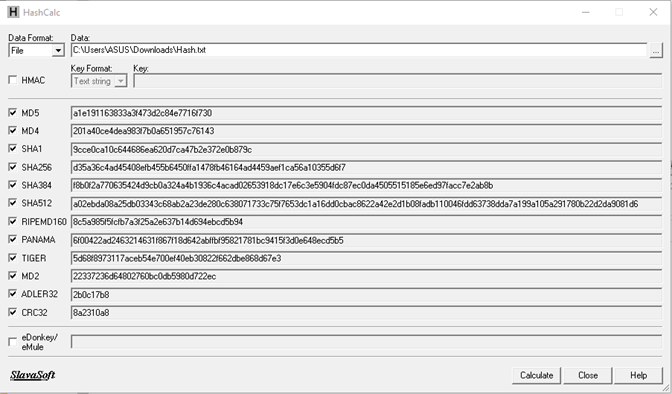 H HashCalc
Data Format: Data:
File C:\Users\ASUS\Downloads\Hash.txt ...
Key Format: Key:
HMAC Text string
MD5 a1e191163833a3f473d2c84e7716f730
MD4 201a40ce4dea983f7b0a651957c76143
SHA1 9cce0ca10c644686ea620d7ca47b2e372e0b879c
SHA256 d35a36c4ad45408efb455b6450ffa1478fb46164ad4459aef1ca56a10355d6f7
SHA384 f8b0f2a770635424d9cb0a324a4b1936c4acad02653918dc17e6c3e5904fdc87ec0da4505515185e6ed97facc7e2ab8b
SHA512 a02ebda08a25db03343c68ab2a23de280c638071733c75f7653dc1a16dd0cbac8622a42e2d1b08fadb110046fdd63738dda7a199a105a291780b22d2da9081d6
RIPEMD160 8c5a985f5fcfb7a3f25a2e637b14d694ebcd5b94
PANAMA 6f00422ad2463214631f867f18d642abffbf95821781bc9415f3d0e648ecd5b5
TIGER 5d68f8973117aceb54e700ef40eb30822f662dbe868d67e3
MD2 22337236d64802760bc0db5980d722ec
ADLER32 2b0c17b8
CRC32 8a2310a8
eDonkey/
eMule
SlavaSoft Calculate Close Help